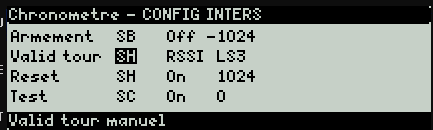 Chronometre - CONFIG INTERS
Armement SB Off -1024
Valid tour SH RSSI LS3
Reset SH On 1024
Test SC On 0
Valid tour manuel